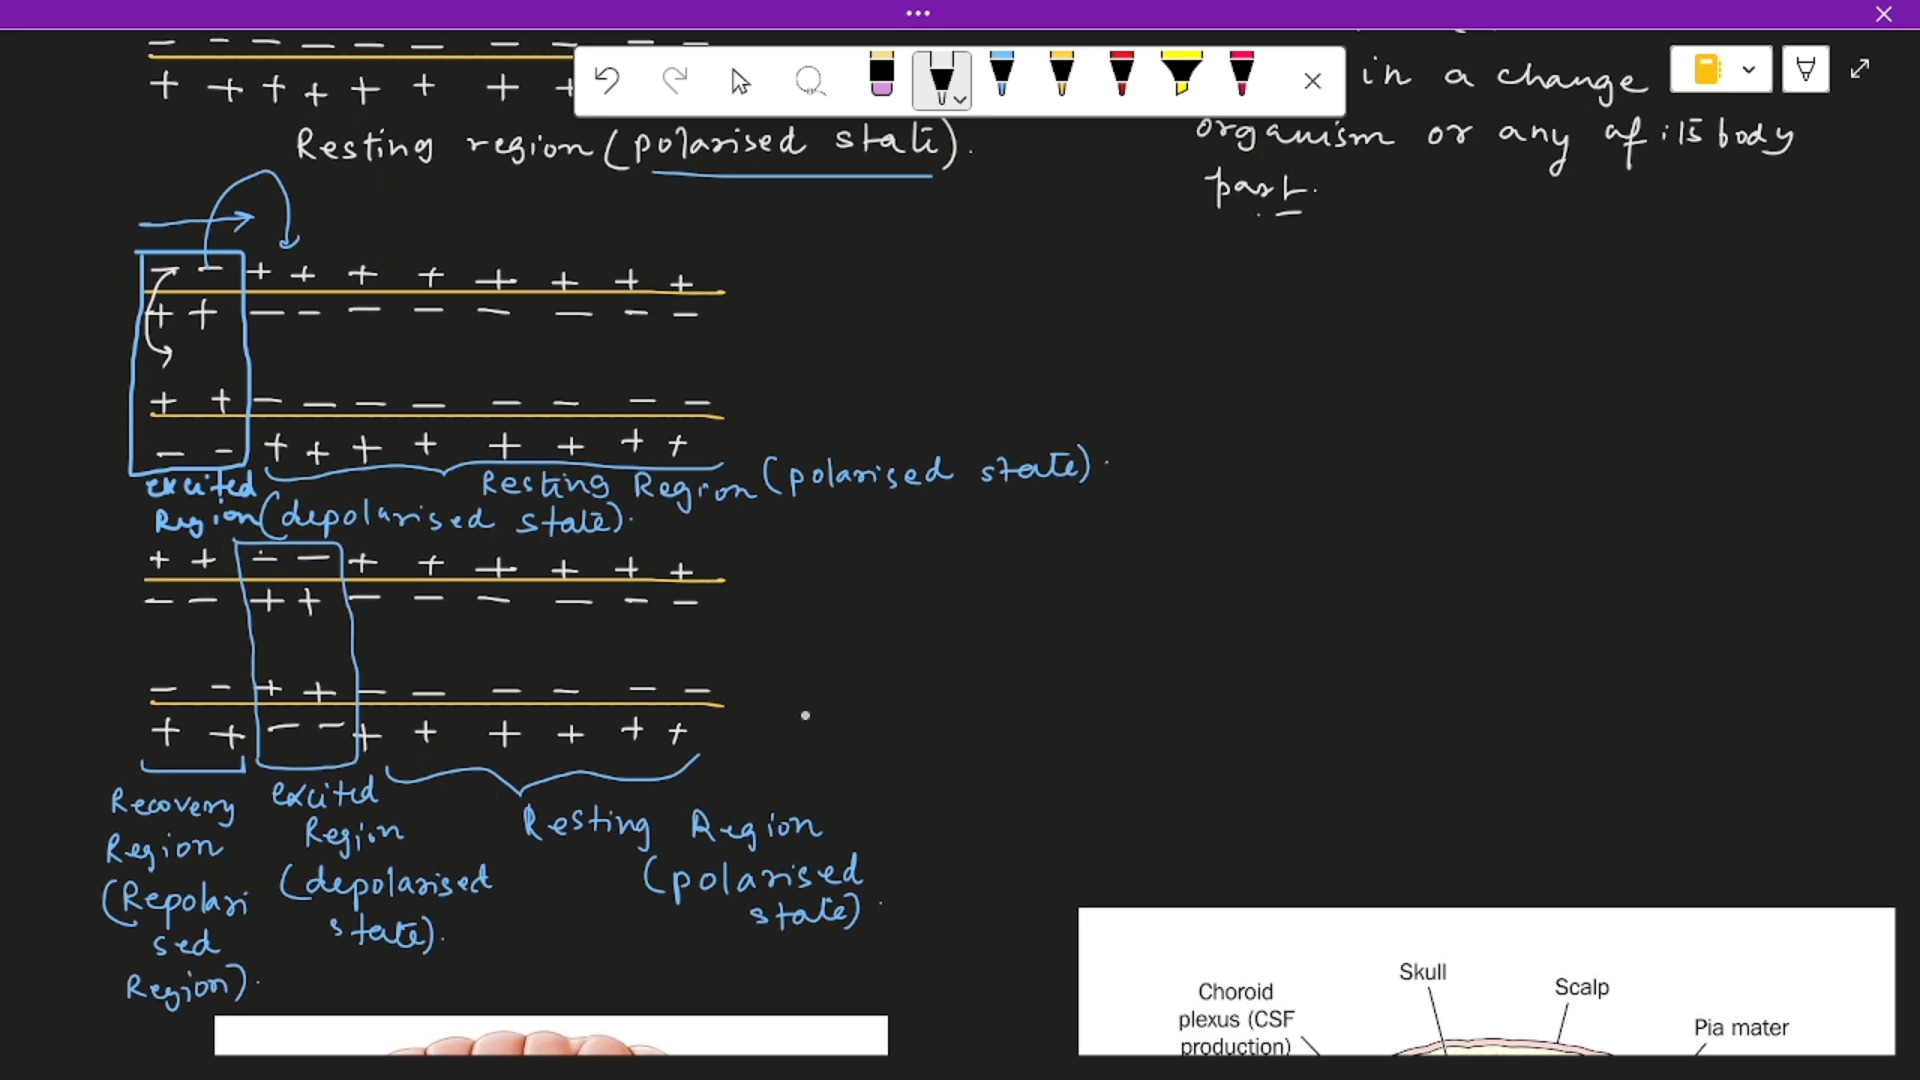 − − − − − − − − − −
+ + + + + + + +
Resting region (polarised state).
in a change
organism or any of its body
part.
− − + + + + + + + +
+ + − − − − − − − −
+ + − − − − − − − −
− − + + + + + + + +
excited
Region (depolarised state).
Resting Region (polarised state).
+ + − − + + + + + +
− − + + − − − − − −
− − + + − − − − − −
+ + − − + + + + + +
Recovery
Region
(Repolari
sed
Region).
excited
Region
(depolarised
state).
Resting Region
(polarised
state).
Choroid
plexus (CSF
production)
Skull
Scalp
Pia mater